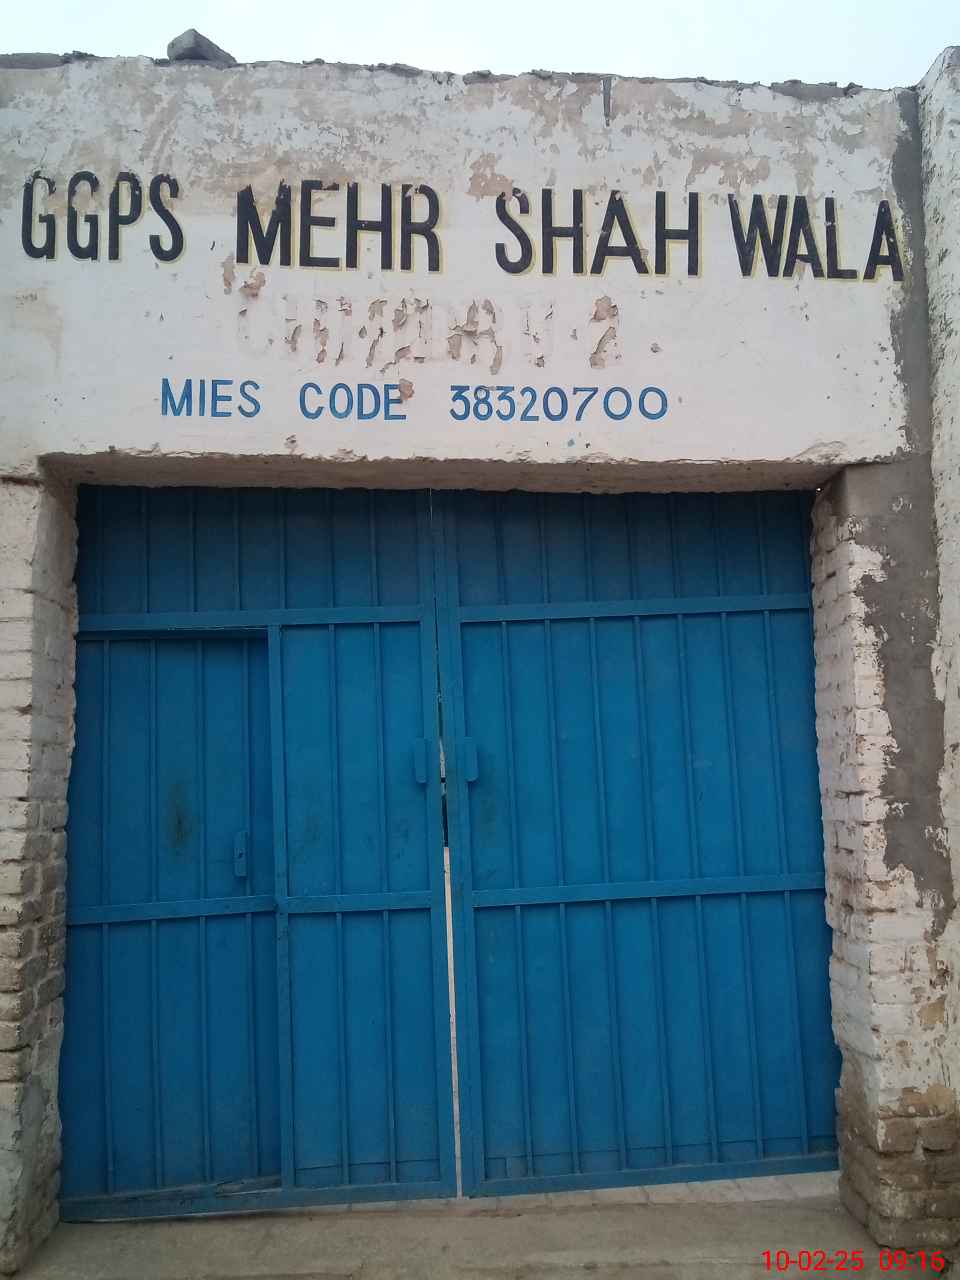 GGPS MEHR SHAH WALA
MIES CODE 38320700
10-02-25 09:16